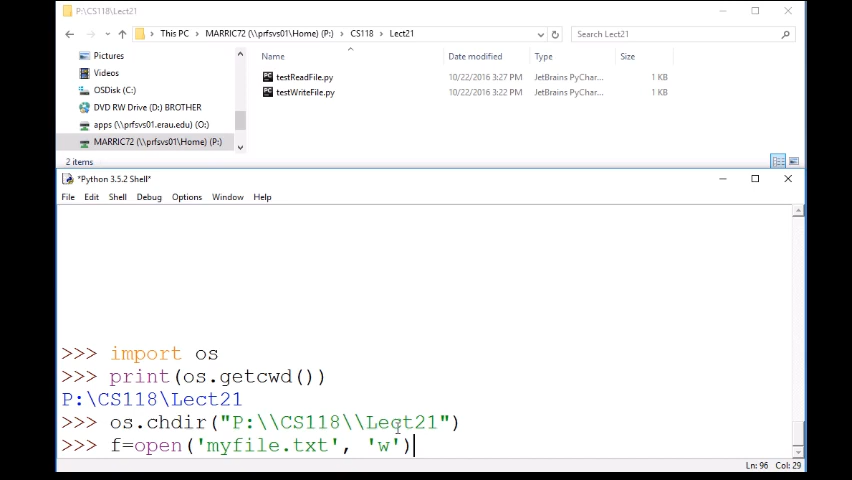 P:\CS118\Lect21
This PC > MARRIC72 (\\prfsvs01\Home) (P:) > CS118 > Lect21
Search Lect21
Pictures
Videos
OSDisk (C:)
DVD RW Drive (D:) BROTHER
apps (\\prfsvs01.erau.edu) (O:)
MARRIC72 (\\prfsvs01\Home) (P:)
Name Date modified Type Size
testReadFile.py 10/22/2016 3:27 PM JetBrains PyChar... 1 KB
testWriteFile.py 10/22/2016 3:22 PM JetBrains PyChar... 1 KB
2 items
*Python 3.5.2 Shell*
File Edit Shell Debug Options Window Help
>>> import os
>>> print(os.getcwd())
P:\CS118\Lect21
>>> os.chdir("P:\\CS118\\Lect21")
>>> f=open('myfile.txt', 'w')
Ln: 96 Col: 29